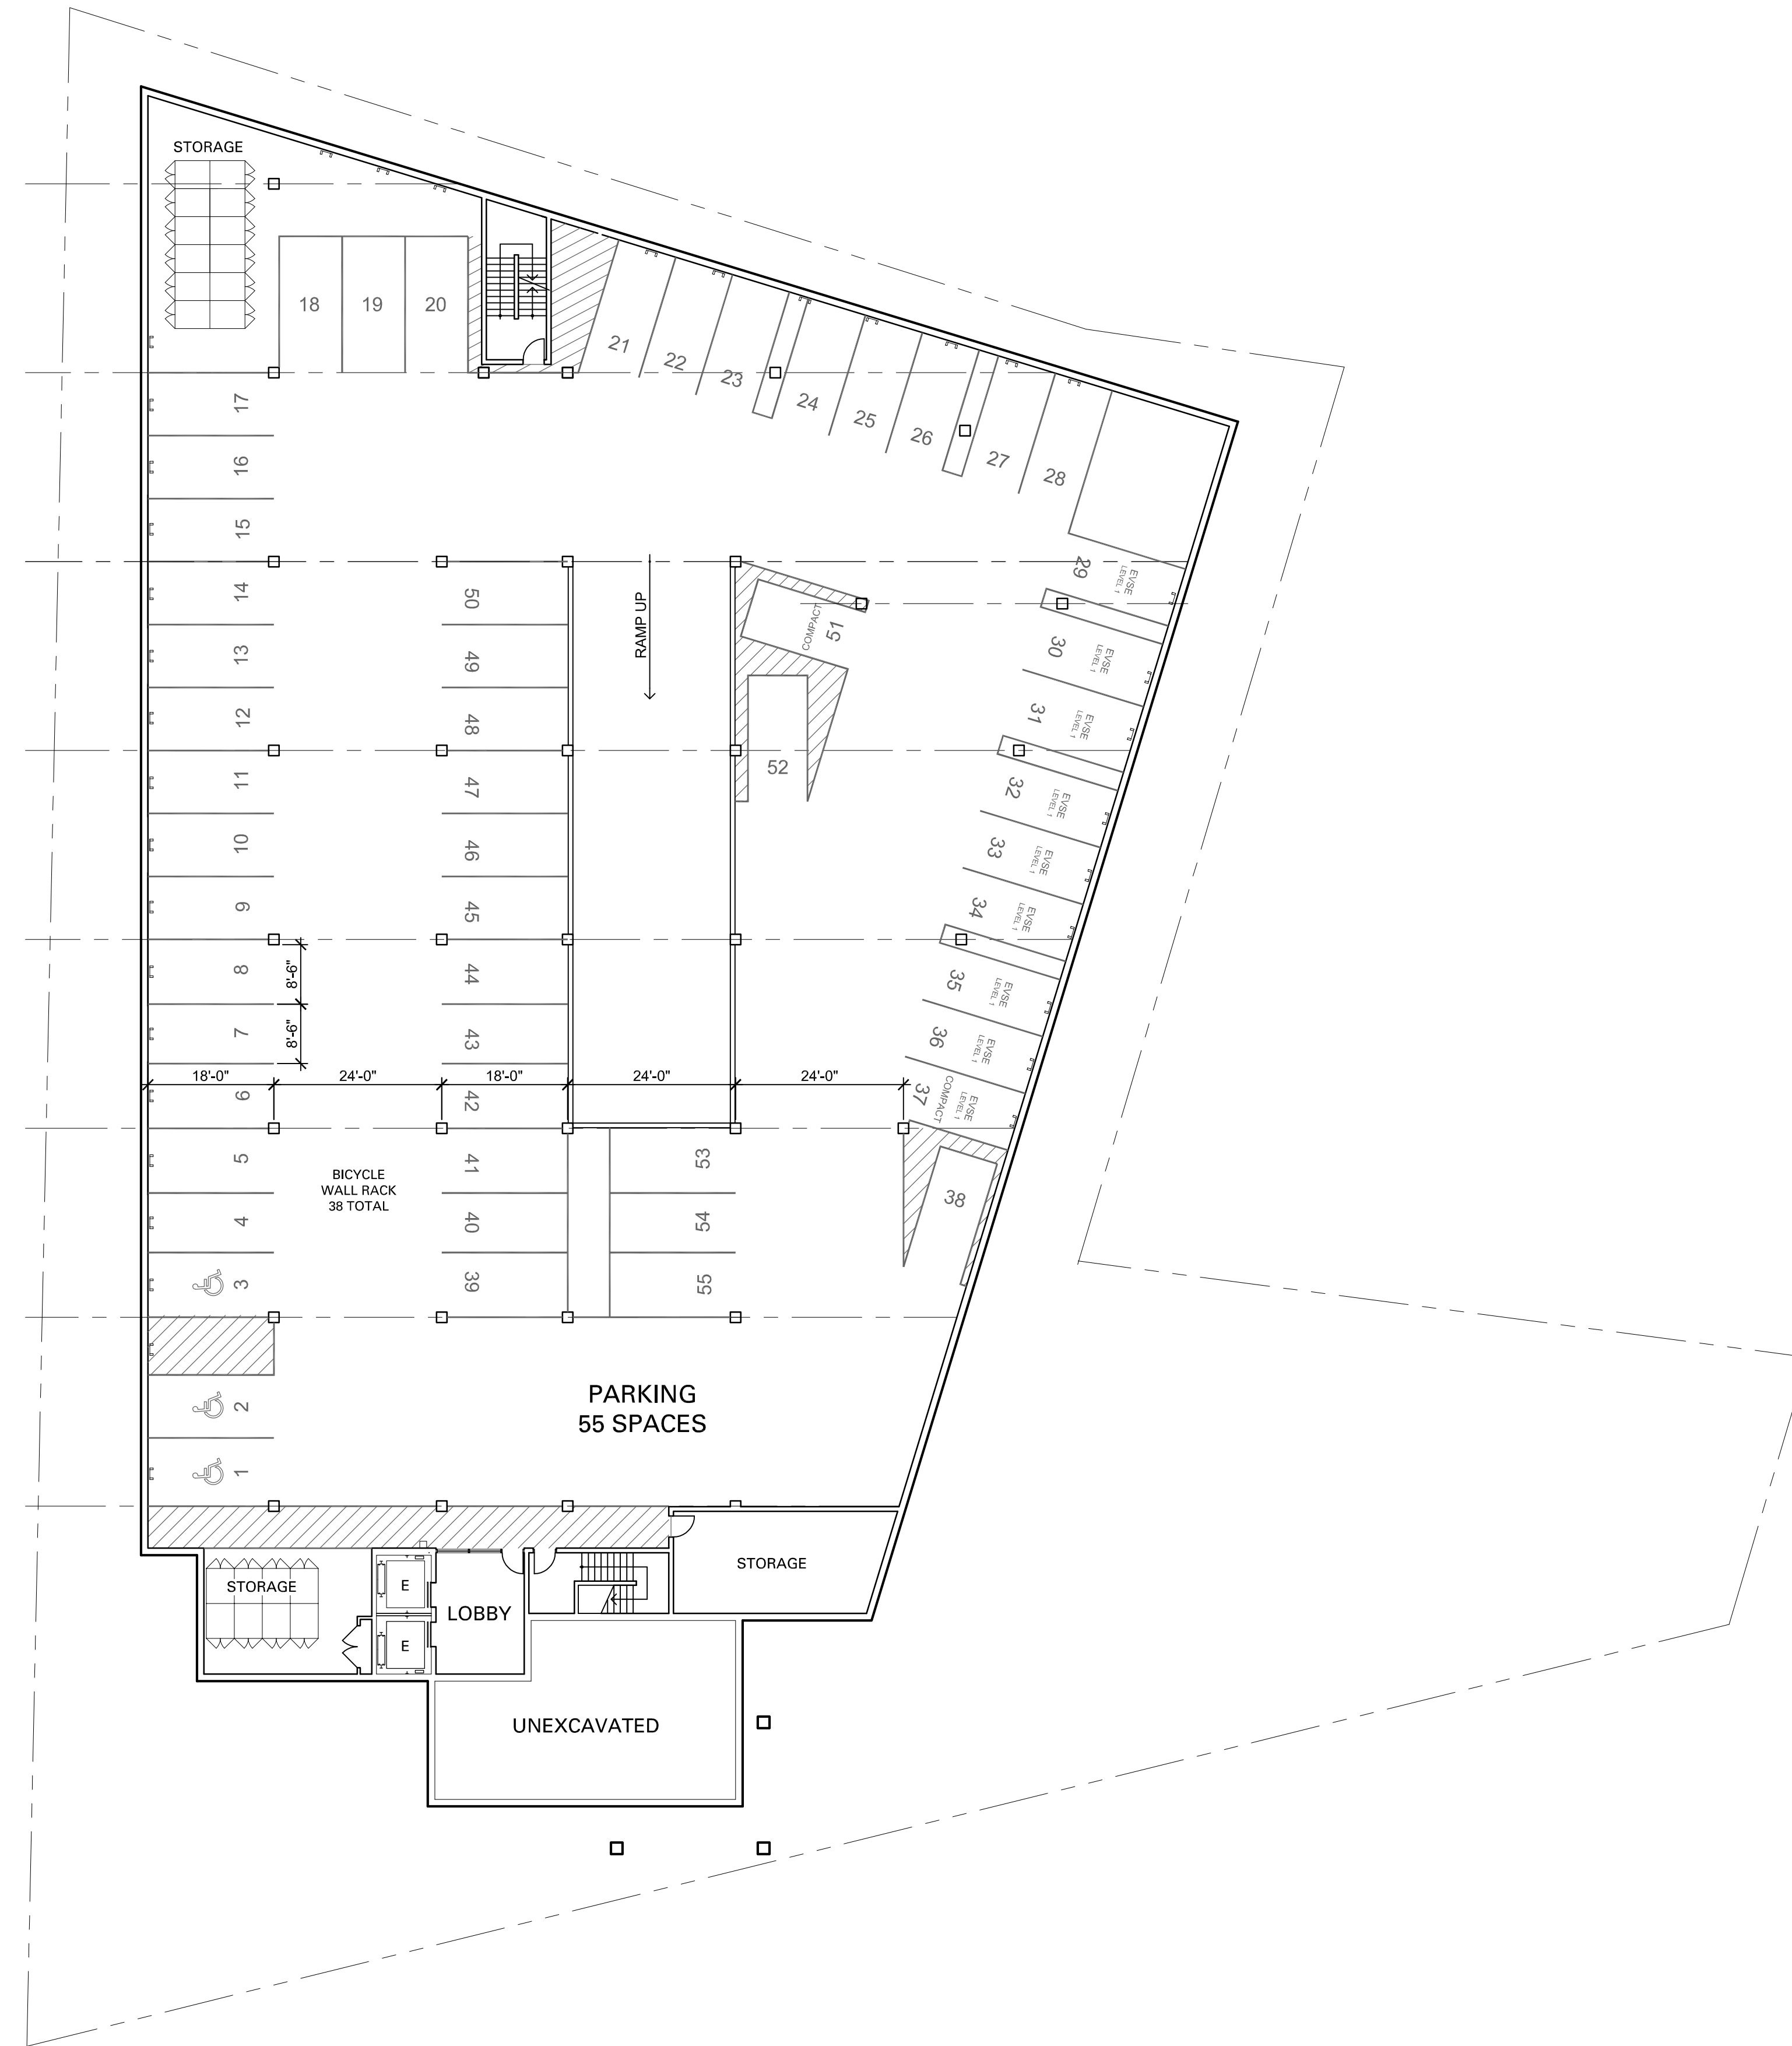 STORAGE
18
19
20
21
22
23
24
25
26
27
28
17
16
15
14
13
12
11
10
9
8
7
6
5
4
3
2
1
8'-6"
8'-6"
50
49
48
47
46
45
44
43
42
41
40
39
RAMP UP
COMPACT
51
52
29
EVSE
LEVEL 1
30
EVSE
LEVEL 1
31
EVSE
LEVEL 1
32
EVSE
LEVEL 1
33
EVSE
LEVEL 1
34
EVSE
LEVEL 1
35
EVSE
LEVEL 1
36
EVSE
LEVEL 1
37
COMPACT
EVSE
LEVEL 1
38
18'-0"
24'-0"
18'-0"
24'-0"
24'-0"
BICYCLE
WALL RACK
38 TOTAL
53
54
55
PARKING
55 SPACES
STORAGE
E
E
LOBBY
STORAGE
UNEXCAVATED